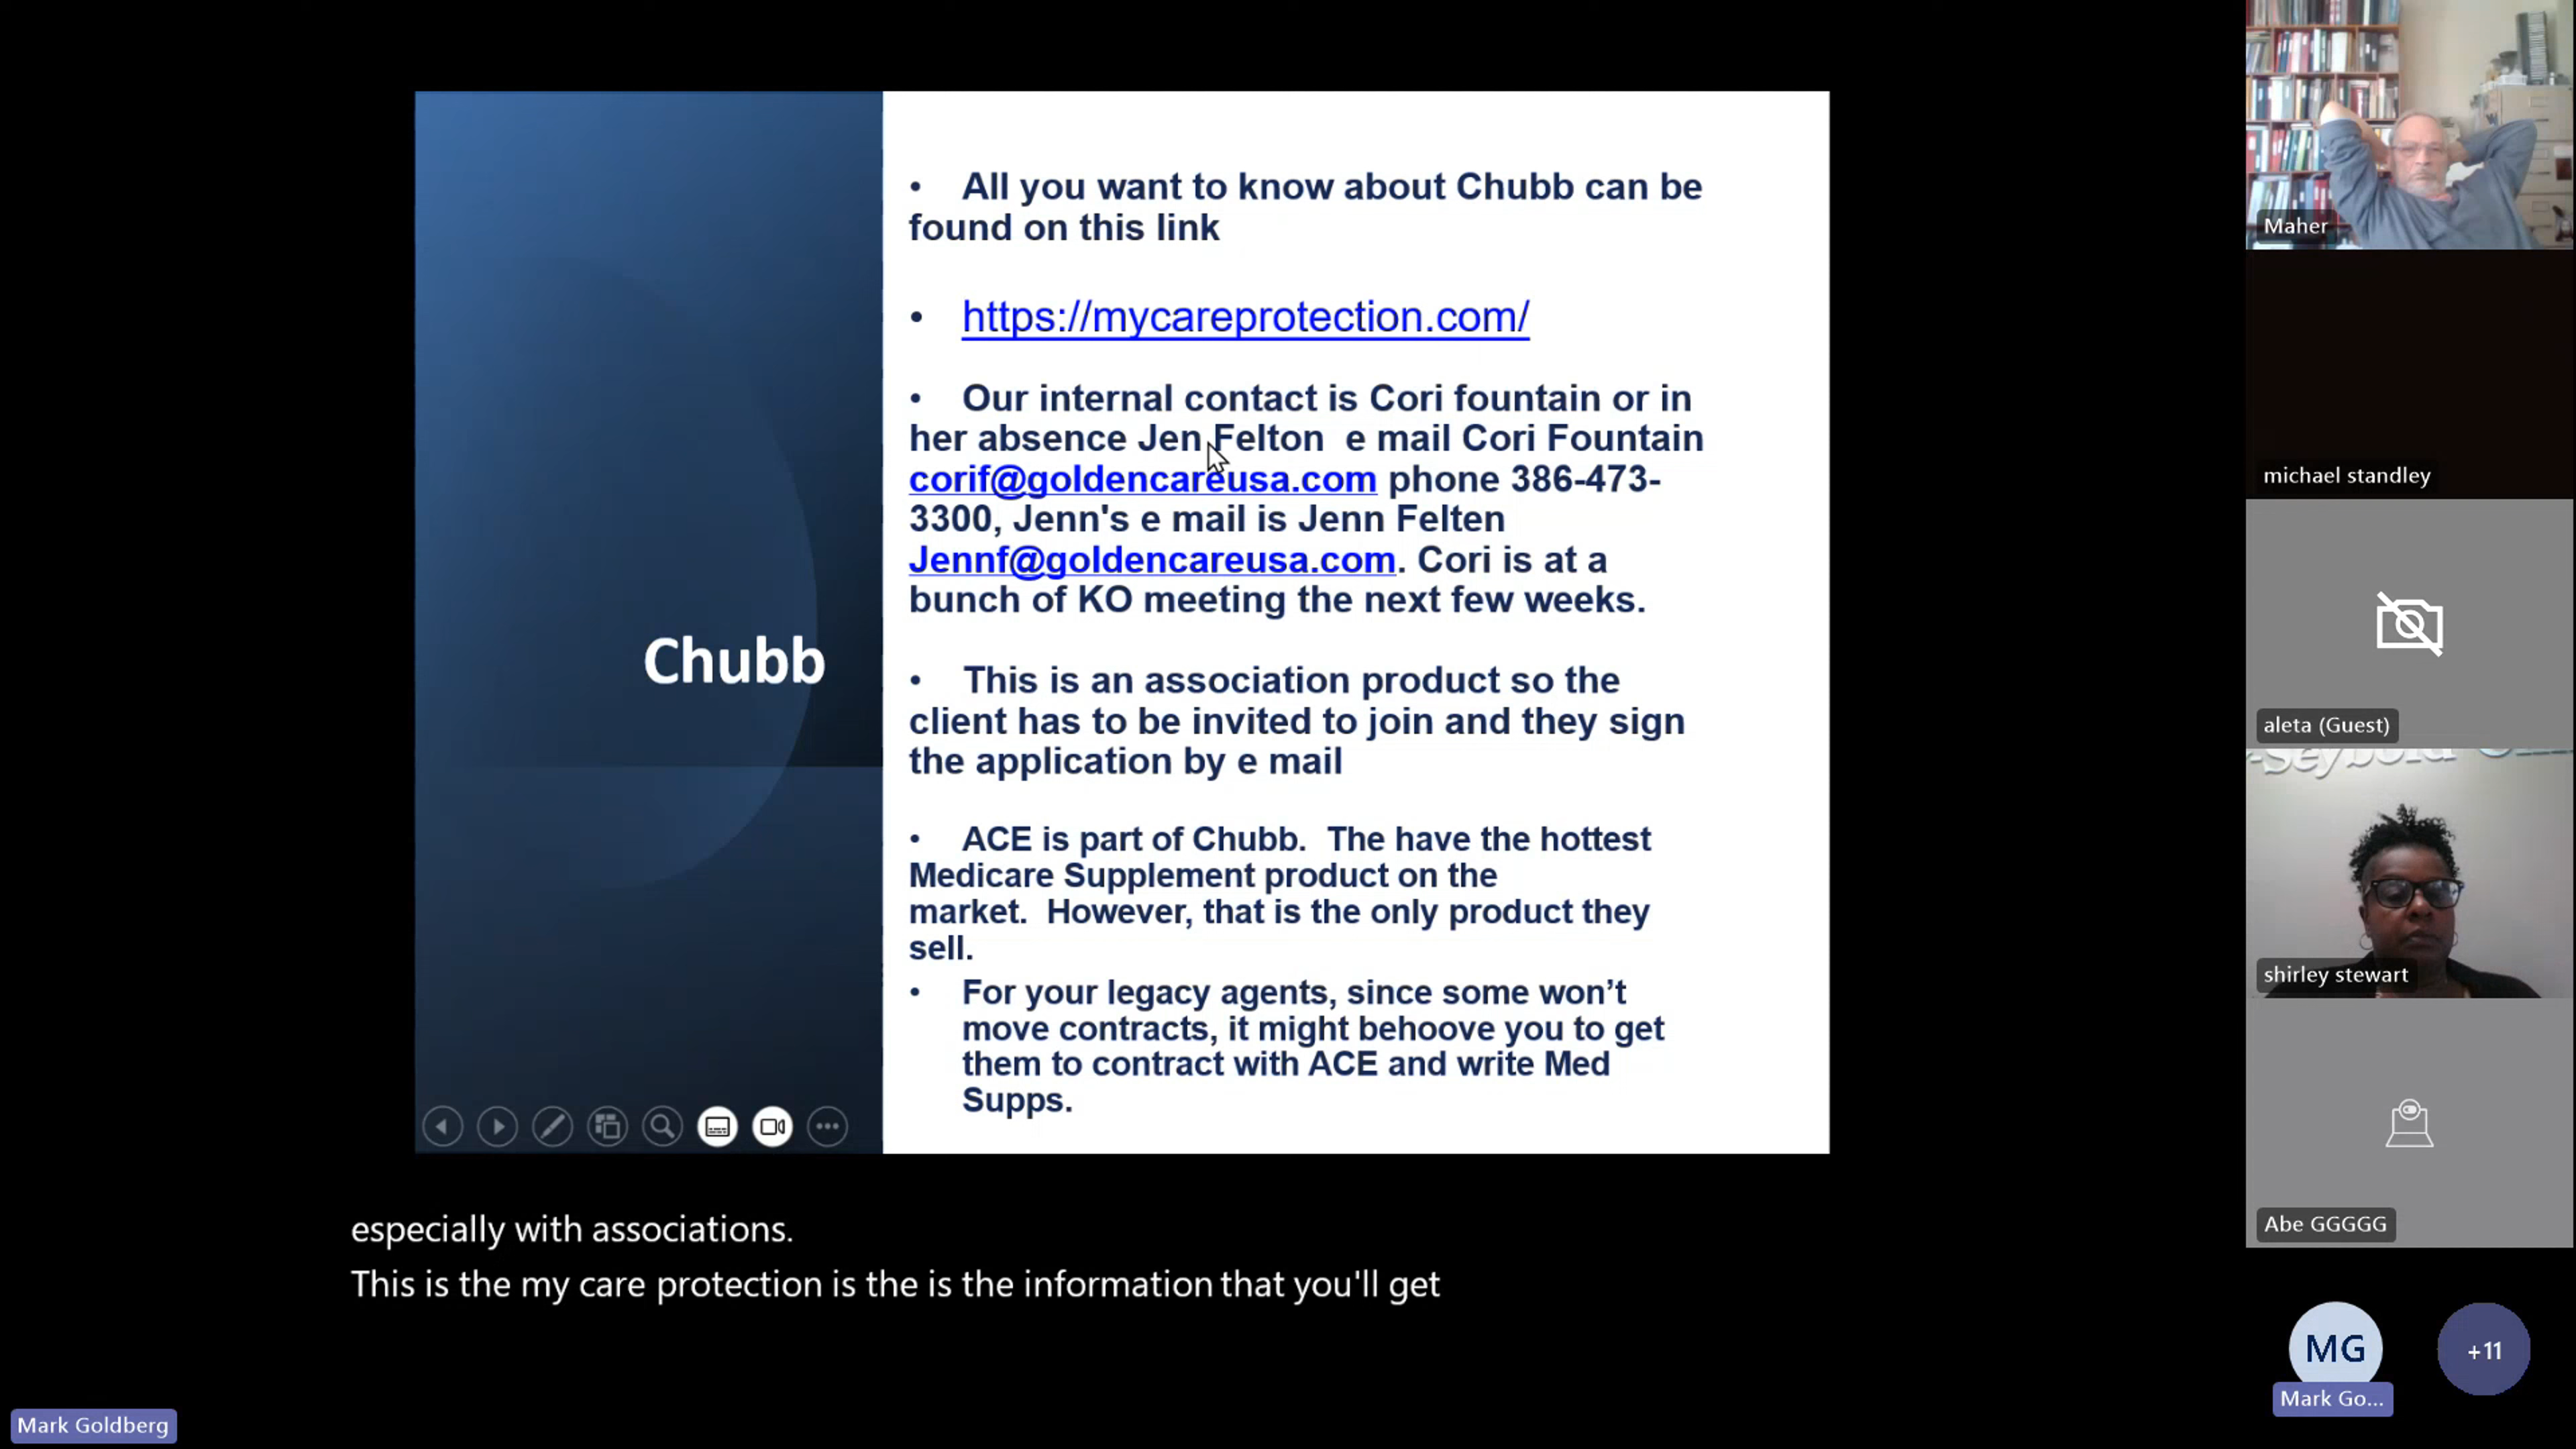 Chubb
• All you want to know about Chubb can be
found on this link
• https://mycareprotection.com/
• Our internal contact is Cori fountain or in
her absence Jen Felton  e mail Cori Fountain
corif@goldencareusa.com phone 386-473-
3300, Jenn's e mail is Jenn Felten
Jennf@goldencareusa.com. Cori is at a
bunch of KO meeting the next few weeks.
• This is an association product so the
client has to be invited to join and they sign
the application by e mail
• ACE is part of Chubb.  The have the hottest
Medicare Supplement product on the
market.  However, that is the only product they
sell.
• For your legacy agents, since some won’t
move contracts, it might behoove you to get
them to contract with ACE and write Med
Supps.
especially with associations.
This is the my care protection is the is the information that you'll get
Mark Goldberg
Maher
michael standley
aleta (Guest)
-Seybold
shirley stewart
Abe GGGGG
MG
Mark Go...
+11